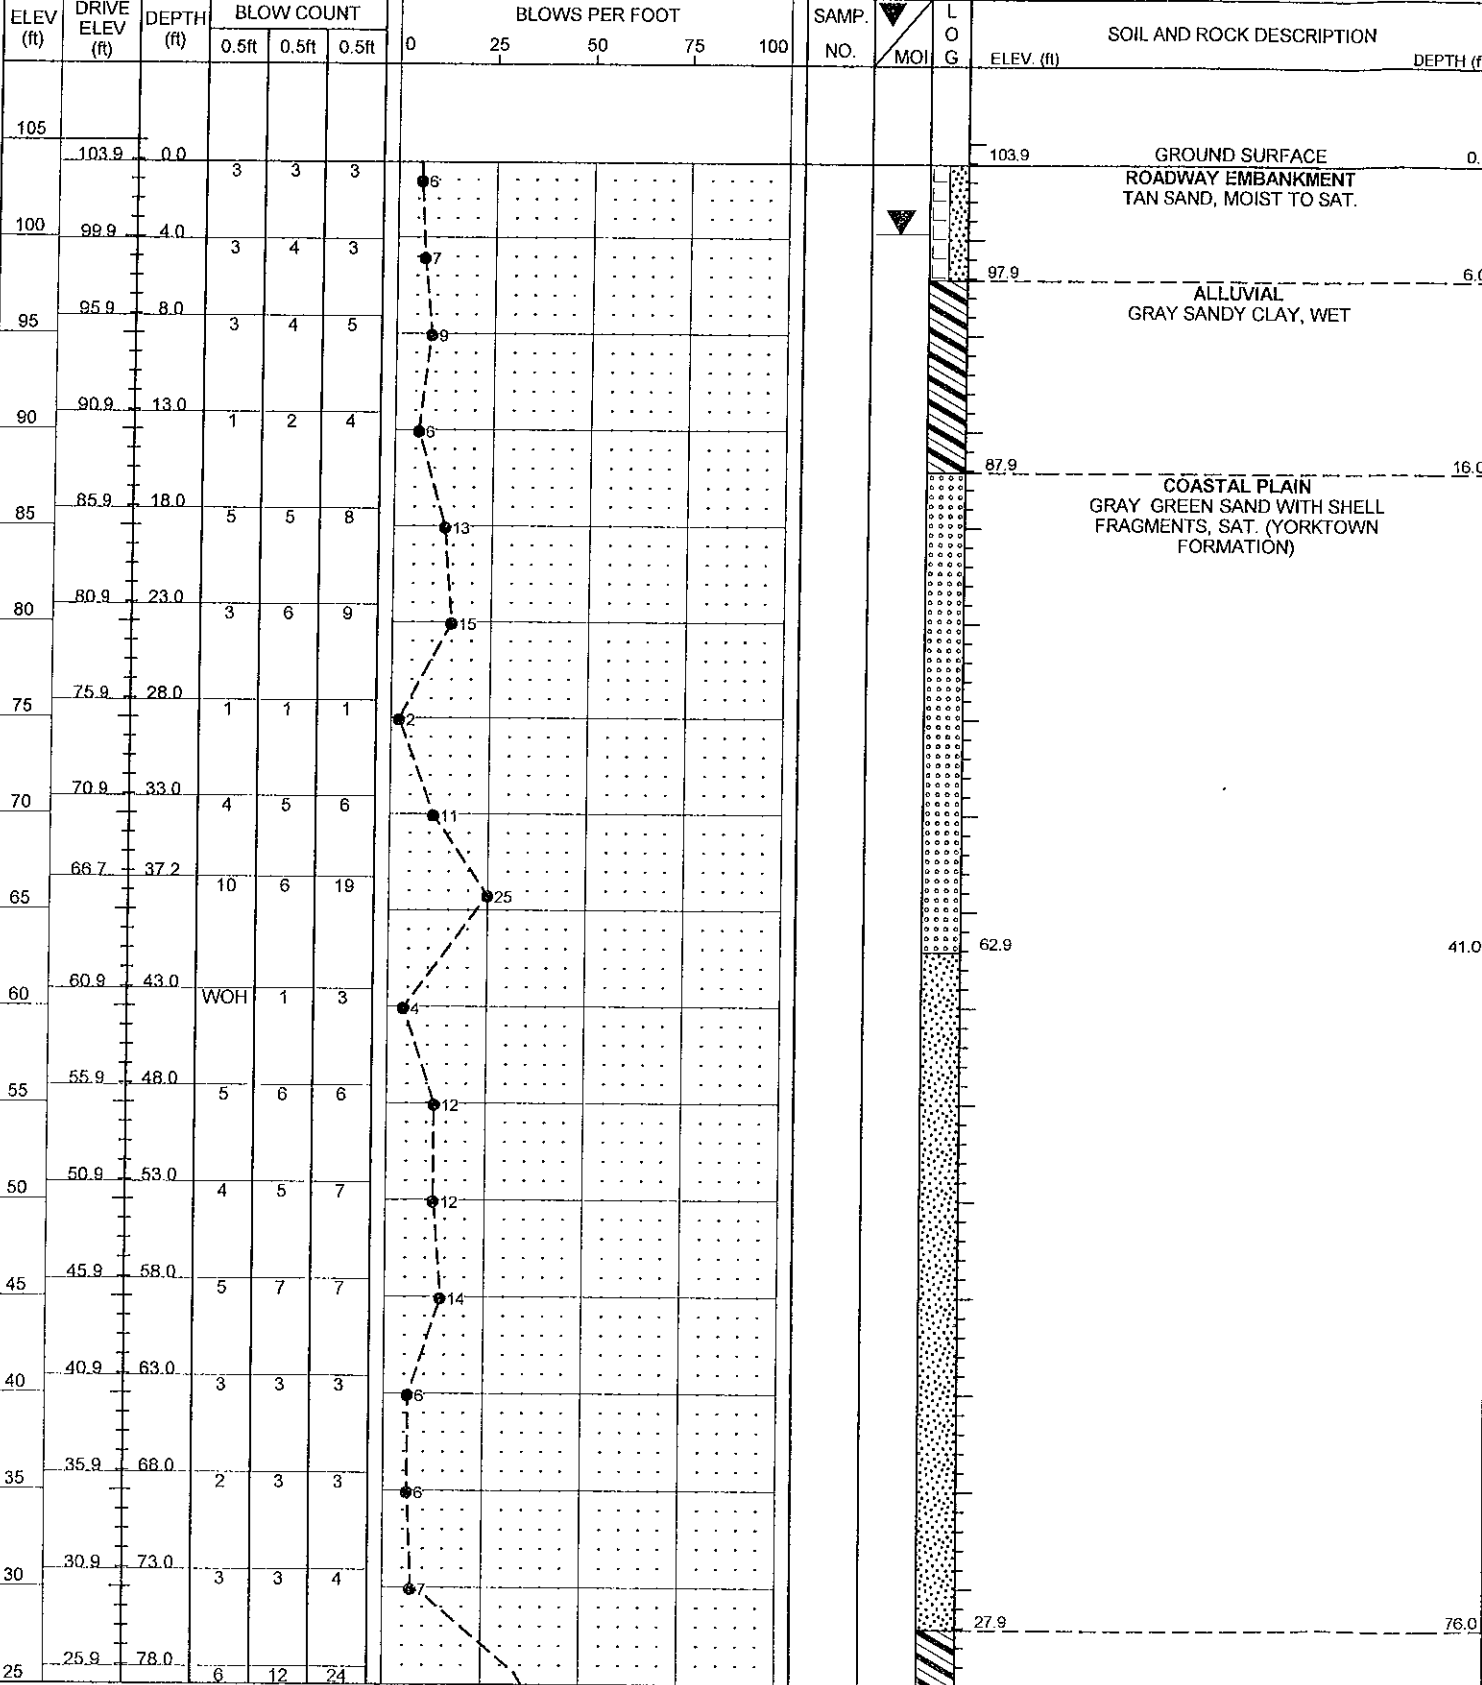 ELEV (ft) DRIVE ELEV (ft) DEPTH (ft) BLOW COUNT BLOWS PER FOOT SAMP. NO. MOI LOG SOIL AND ROCK DESCRIPTION
0.5ft 0.5ft 0.5ft 0 25 50 75 100 ELEV. (ft) DEPTH (f
105
103.9 0.0 103.9 GROUND SURFACE 0.
3 3 3 6 ROADWAY EMBANKMENT
TAN SAND, MOIST TO SAT.
100 99.9 4.0
3 4 3 7
97.9 6.0
ALLUVIAL
95 95.9 8.0 GRAY SANDY CLAY, WET
3 4 5 9
90 90.9 13.0
1 2 4 6
87.9 16.0
COASTAL PLAIN
85 85.9 18.0 GRAY GREEN SAND WITH SHELL
5 5 8 13 FRAGMENTS, SAT. (YORKTOWN
FORMATION)
80 80.9 23.0
3 6 9 15
75 75.9 28.0
1 1 1 2
70 70.9 33.0
4 5 6 11
66.7 37.2
65 10 6 19 25
62.9 41.0
60 60.9 43.0
WOH 1 3 4
55 55.9 48.0
5 6 6 12
50 50.9 53.0
4 5 7 12
45 45.9 58.0
5 7 7 14
40 40.9 63.0
3 3 3 6
35 35.9 68.0
2 3 3 6
30 30.9 73.0
3 3 4 7
27.9 76.0
25 25.9 78.0
6 12 24